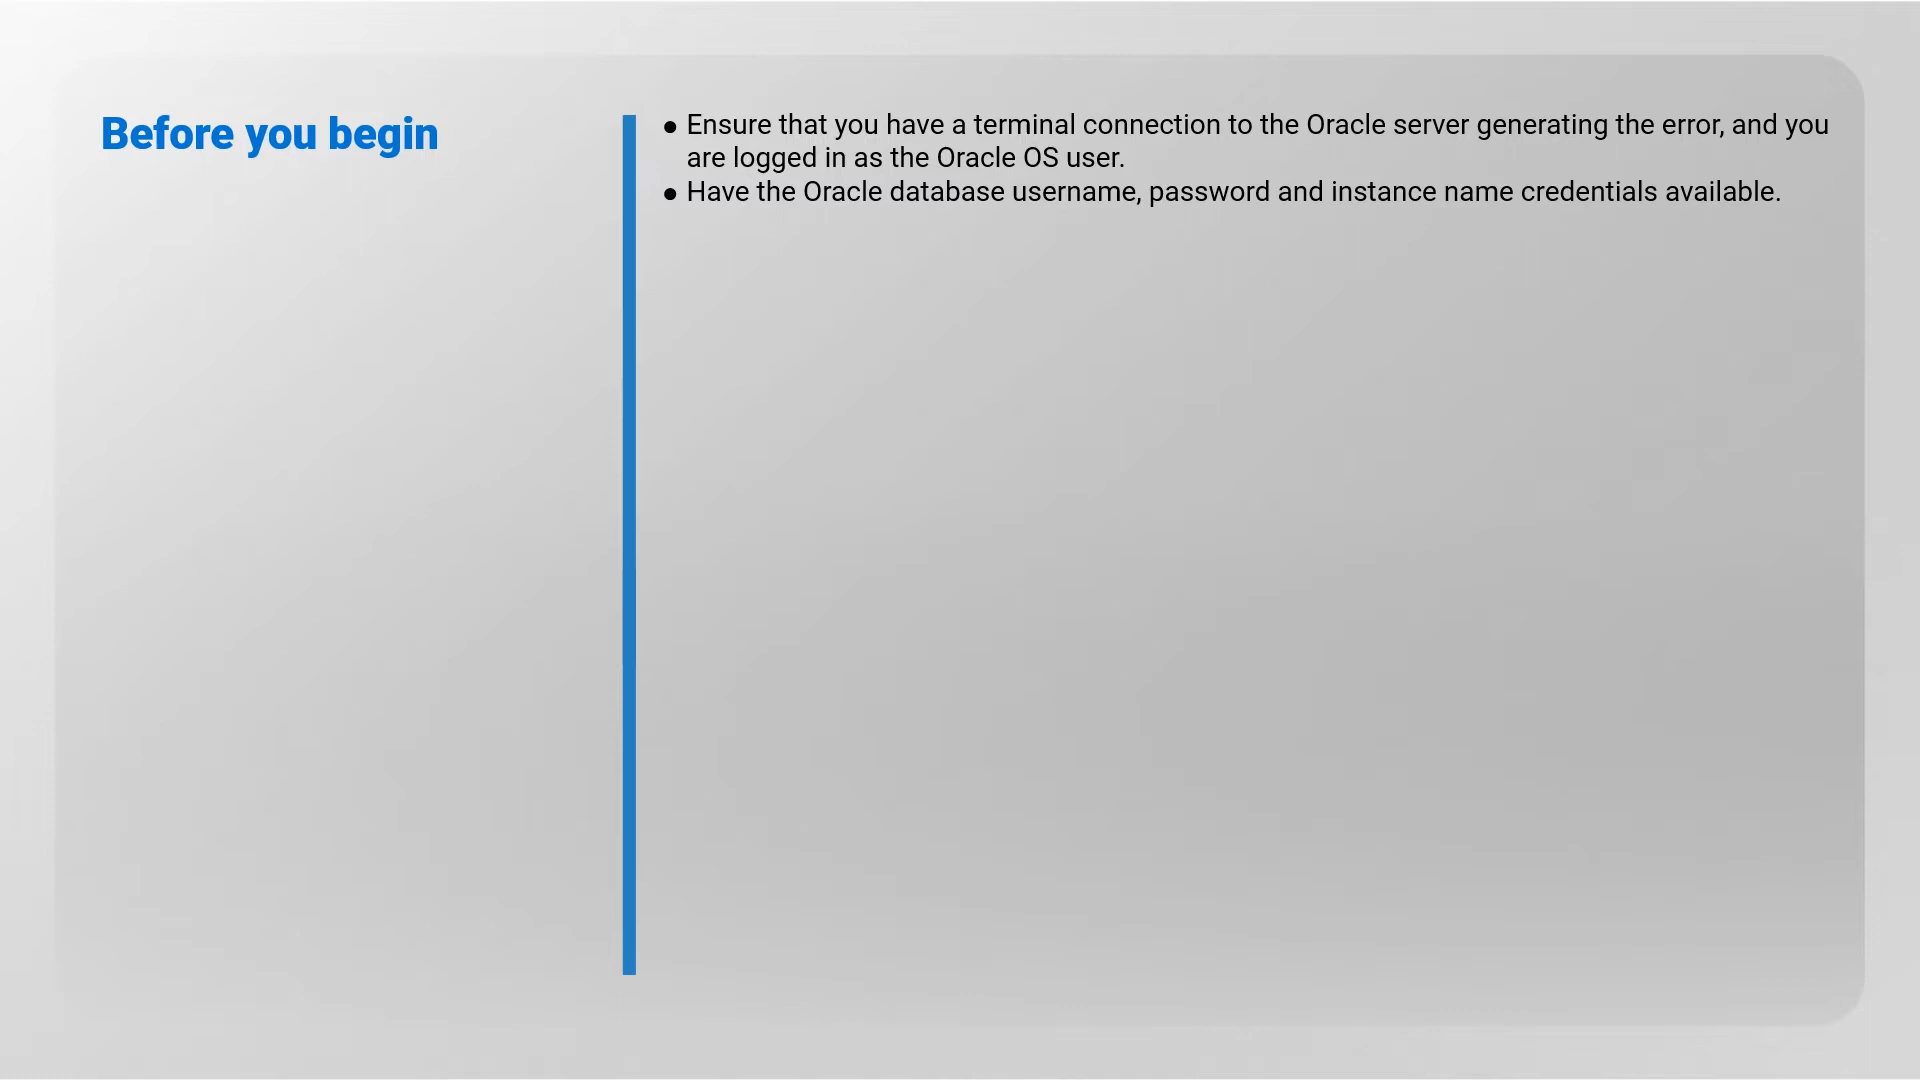 Before you begin
● Ensure that you have a terminal connection to the Oracle server generating the error, and you
are logged in as the Oracle OS user.
● Have the Oracle database username, password and instance name credentials available.